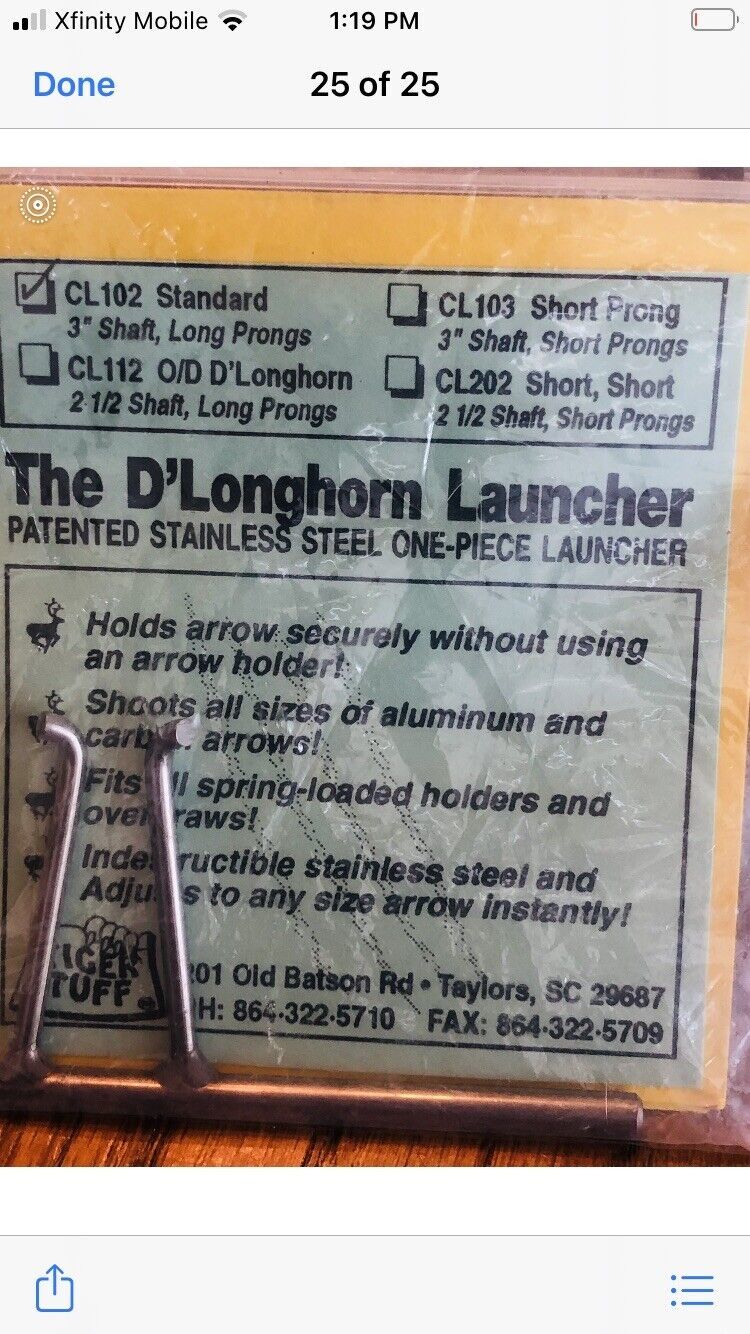 Xfinity Mobile
1:19 PM
Done
25 of 25
CL102 Standard
3" Shaft, Long Prongs
CL103 Short Prong
3" Shaft, Short Prongs
CL112 O/D D'Longhorn
2 1/2 Shaft, Long Prongs
CL202 Short, Short
2 1/2 Shaft, Short Prongs
The D'Longhorn Launcher
PATENTED STAINLESS STEEL ONE-PIECE LAUNCHER
Holds arrow securely without using
an arrow holder!
Shoots all sizes of aluminum and
arrows!
Fits spring-loaded holders and
stainless steel and
to any size arrow instantly!
TUFF
Old Batson Rd • Taylors, SC 29687
864-322-5710 FAX: 864-322-5709